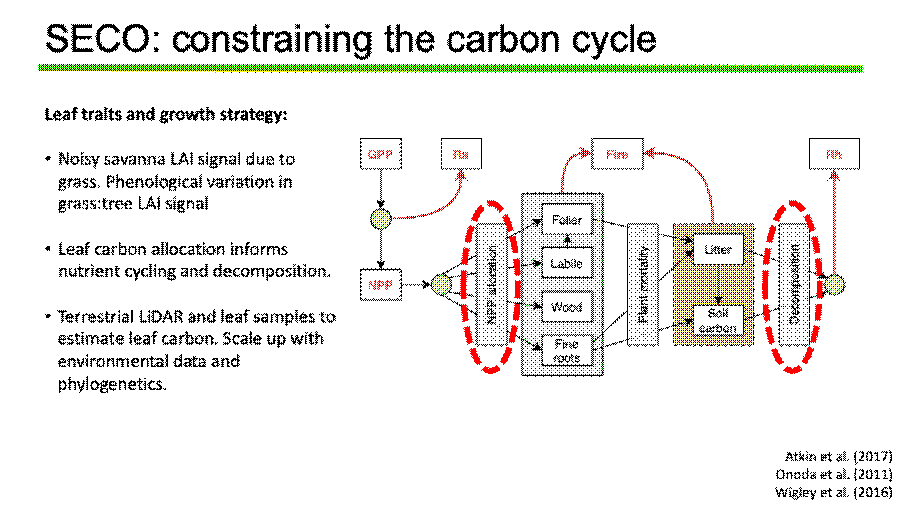 SECO: constraining the carbon cycle
Leaf traits and growth strategy:
• Noisy savanna LAI signal due to
grass. Phenological variation in
grass:tree LAI signal
• Leaf carbon allocation informs
nutrient cycling and decomposition.
• Terrestrial LiDAR and leaf samples to
estimate leaf carbon. Scale up with
environmental data and
phylogenetics.
GPP
Ra
Fire
Rh
NPP
NPP allocation
Foliar
Labile
Wood
Fine
roots
Plant mortality
Litter
Soil
carbon
Decomposition
Atkin et al. (2017)
Onoda et al. (2011)
Wigley et al. (2016)